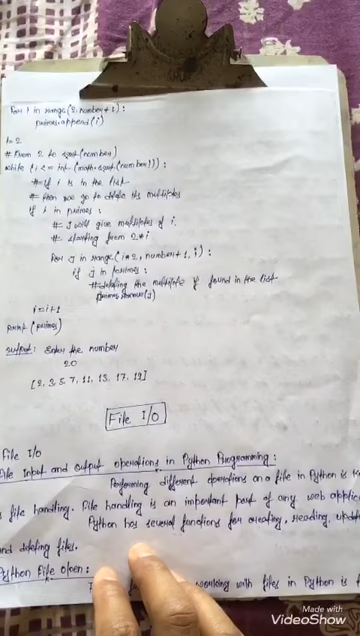 for i in range(2, number+1):
primes.append(i)
i=2
# From 2 to sqrt(number)
while (i <= int(math.sqrt(number))):
# If i is in the list
# then we go to delete its multiples
if i in primes:
# J will give multiples of i,
# starting from 2*i
for j in range(i*2, number+1, i):
if j in primes:
# deleting the multiple if found in the list
primes.remove(j)
i=i+1
print(primes)
output: Enter the number
20
[2, 3, 5, 7, 11, 13, 17, 19]
File I/O
File I/O
File Input and output operations in Python Programming:
Performing different operations on a file in Python is
file handling. File handling is an important part of any web
Python has several functions for creating, reading,
and deleting files.
Python File open:
working with files in Python is
Made with
VideoShow